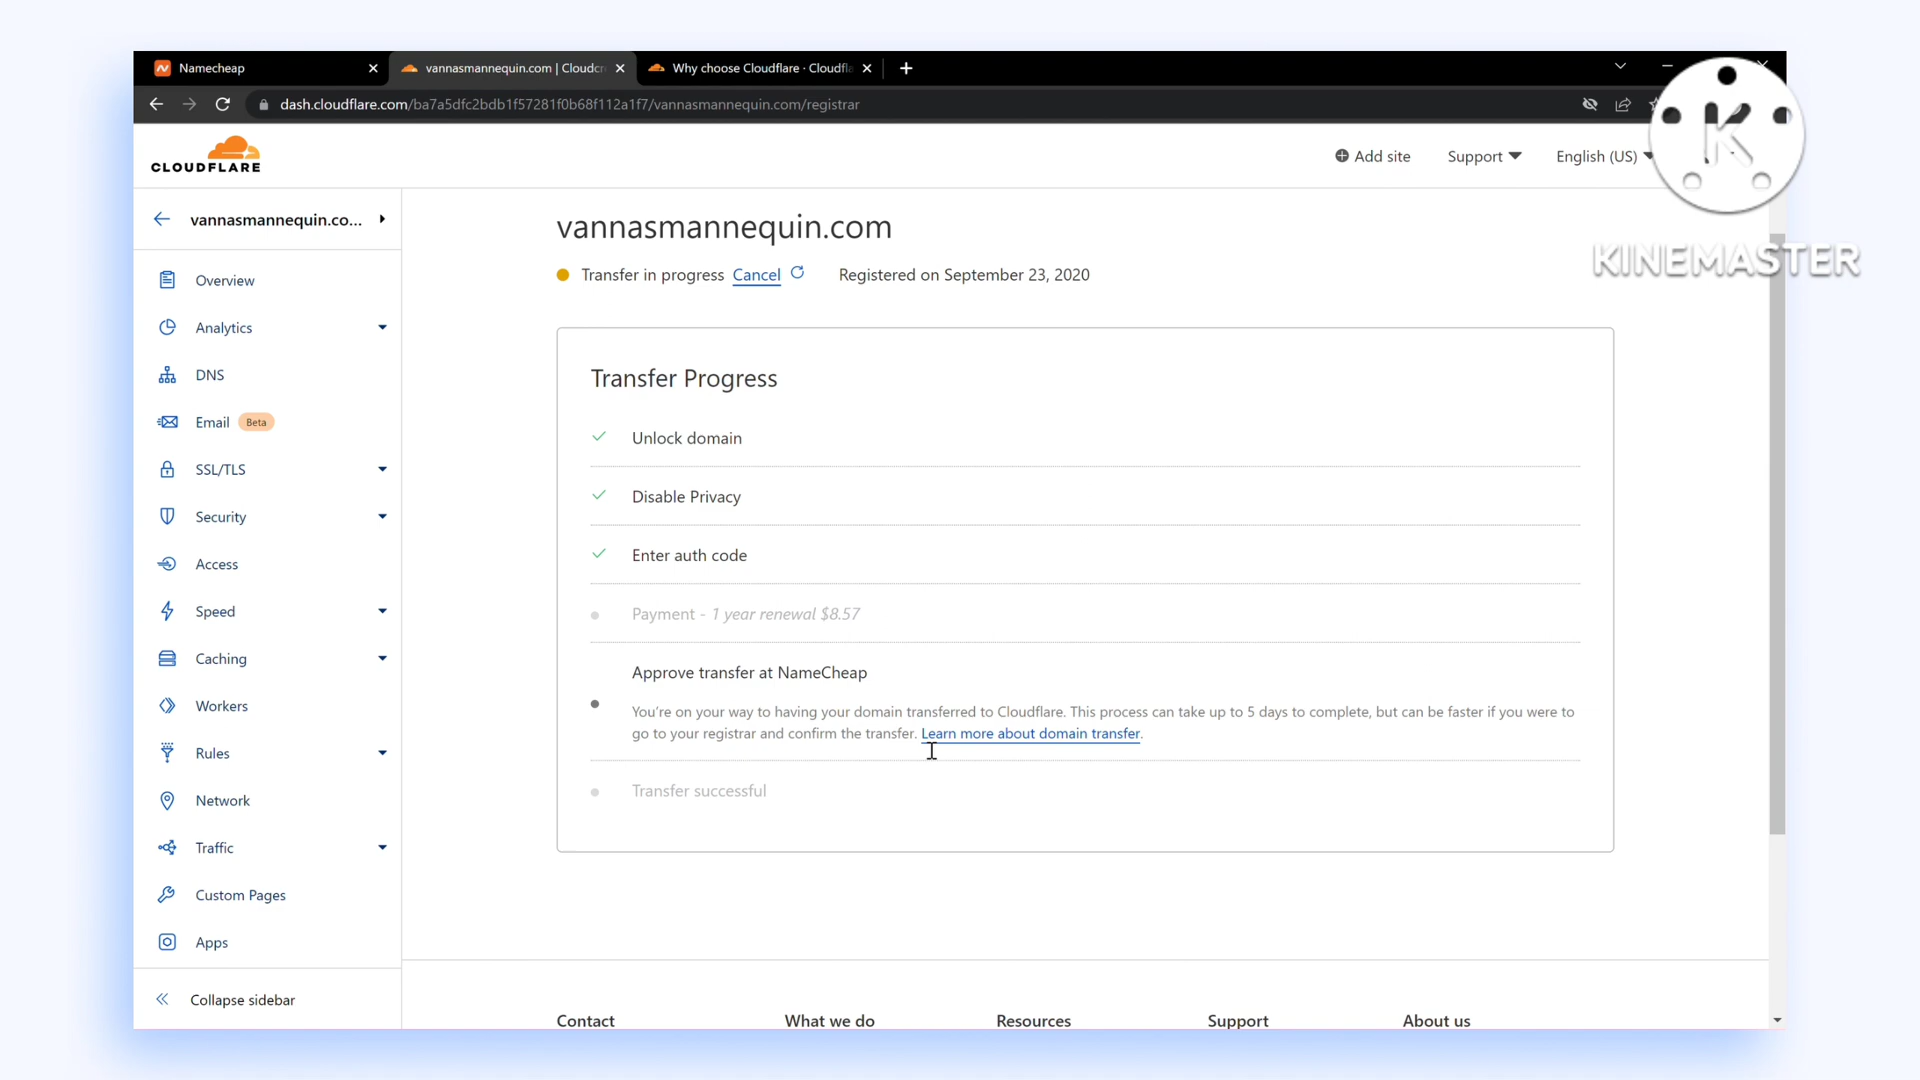 Namecheap
vannasmannequin.com | Cloudcr
Why choose Cloudflare · Cloudfla
dash.cloudflare.com/ba7a5dfc2bdb1f57281f0b68f112a1f7/vannasmannequin.com/registrar
K
KINEMASTER
CLOUDFLARE
Add site
Support
English (US)
vannasmannequin.co...
Overview
Analytics
DNS
Email Beta
SSL/TLS
Security
Access
Speed
Caching
Workers
Rules
Network
Traffic
Custom Pages
Apps
Collapse sidebar
vannasmannequin.com
Transfer in progress Cancel Registered on September 23, 2020
Transfer Progress
Unlock domain
Disable Privacy
Enter auth code
Payment - 1 year renewal $8.57
Approve transfer at NameCheap
You're on your way to having your domain transferred to Cloudflare. This process can take up to 5 days to complete, but can be faster if you were to
go to your registrar and confirm the transfer. Learn more about domain transfer.
Transfer successful
Contact
What we do
Resources
Support
About us